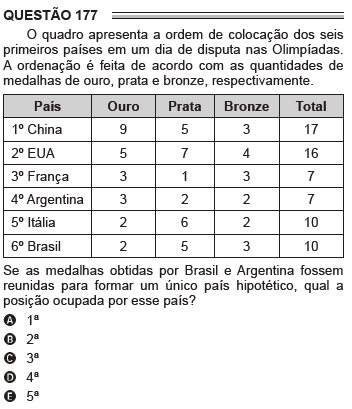 QUESTÃO 177
O quadro apresenta a ordem de colocação dos seis
primeiros países em um dia de disputa nas Olimpíadas.
A ordenação é feita de acordo com as quantidades de
medalhas de ouro, prata e bronze, respectivamente.
País Ouro Prata Bronze Total
1º China 9 5 3 17
2º EUA 5 7 4 16
3º França 3 1 3 7
4º Argentina 3 2 2 7
5º Itália 2 6 2 10
6º Brasil 2 5 3 10
Se as medalhas obtidas por Brasil e Argentina fossem
reunidas para formar um único país hipotético, qual a
posição ocupada por esse país?
A 1ª
B 2ª
C 3ª
D 4ª
E 5ª